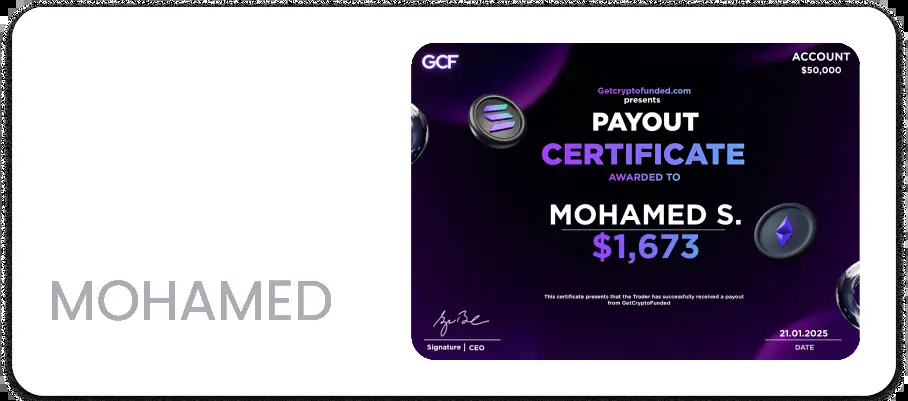 MOHAMED
GCF
ACCOUNT
$50,000
Getcryptofunded.com
presents
PAYOUT
CERTIFICATE
AWARDED TO
MOHAMED S.
$1,673
This certificate presents that the Trader has successfully received a payout
from GetCryptoFunded
Signature | CEO
21.01.2025
DATE